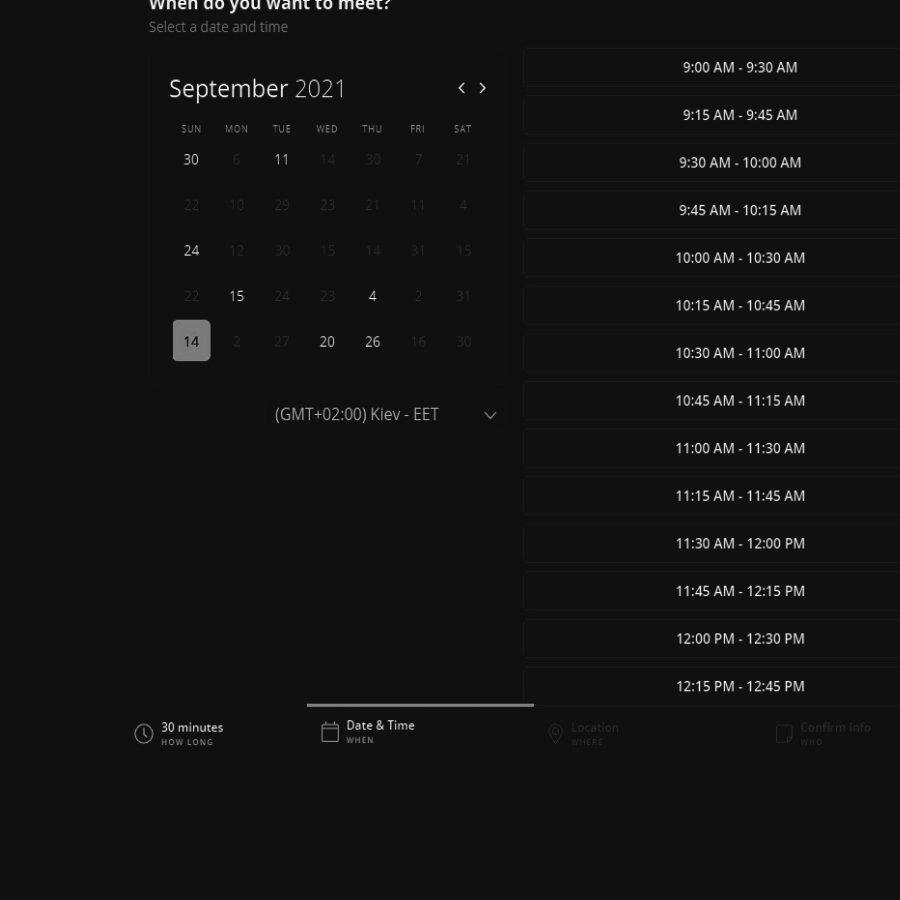 When do you want to meet?
Select a date and time
September 2021
SUN MON TUE WED THU FRI SAT
30 6 11 14 30 7 21
22 10 29 23 21 11 4
24 12 30 15 14 31 15
22 15 24 23 4 2 31
14 2 27 20 26 16 30
(GMT+02:00) Kiev - EET
9:00 AM - 9:30 AM
9:15 AM - 9:45 AM
9:30 AM - 10:00 AM
9:45 AM - 10:15 AM
10:00 AM - 10:30 AM
10:15 AM - 10:45 AM
10:30 AM - 11:00 AM
10:45 AM - 11:15 AM
11:00 AM - 11:30 AM
11:15 AM - 11:45 AM
11:30 AM - 12:00 PM
11:45 AM - 12:15 PM
12:00 PM - 12:30 PM
12:15 PM - 12:45 PM
30 minutes
HOW LONG
Date & Time
WHEN
Location
WHERE
Confirm Info
WHO